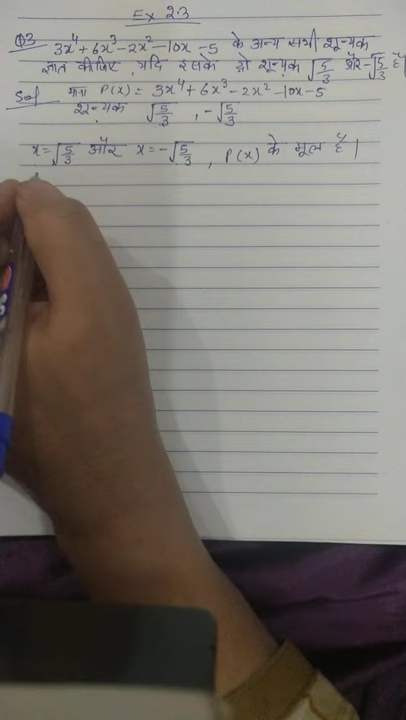 Ex 2.3
Q3 3x⁴+6x³-2x²-10x-5 के अन्य सभी शून्यक
ज्ञात कीजिए, यदि इसके दो शून्यक √5/3 और -√5/3 हैं
Sol माना P(x) = 3x⁴+6x³-2x²-10x-5
शून्यक √5/3 , -√5/3
x=√5/3 और x=-√5/3 , P(x) के मूल हैं।